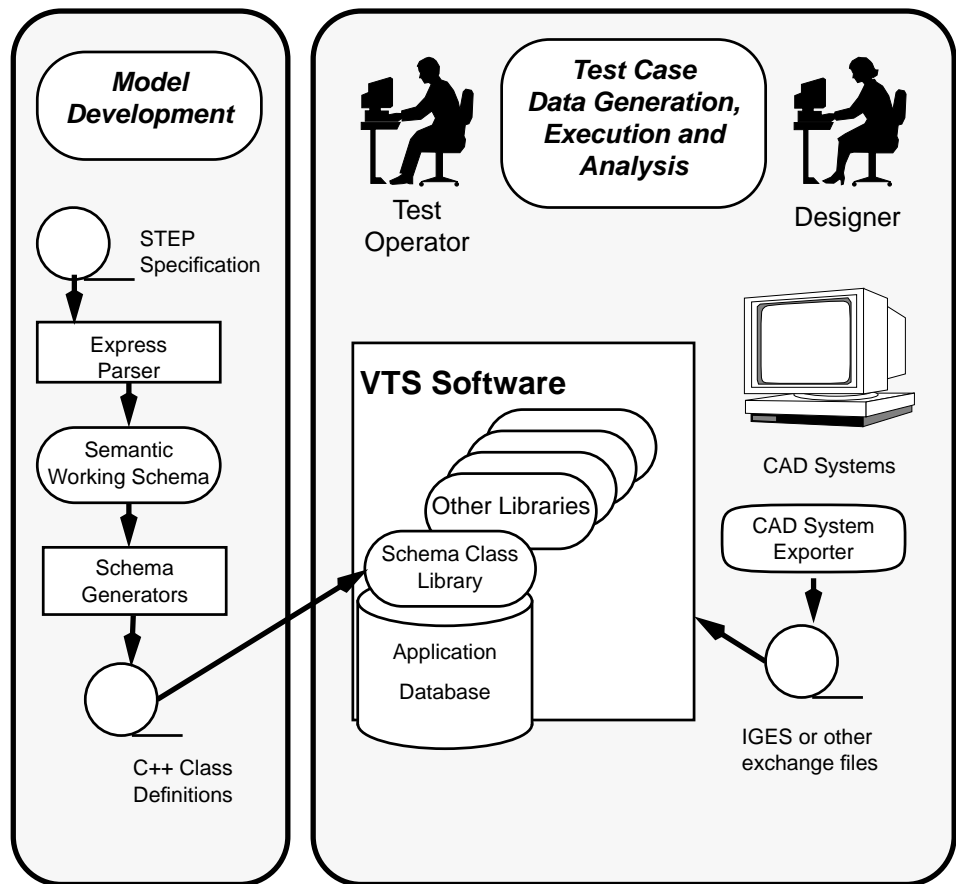 Model
Development
STEP
Specification
Express
Parser
Semantic
Working Schema
Schema
Generators
C++ Class
Definitions
Test Case
Data Generation,
Execution and
Analysis
Test
Operator
Designer
VTS Software
Other Libraries
Schema Class
Library
Application
Database
CAD Systems
CAD System
Exporter
IGES or other
exchange files